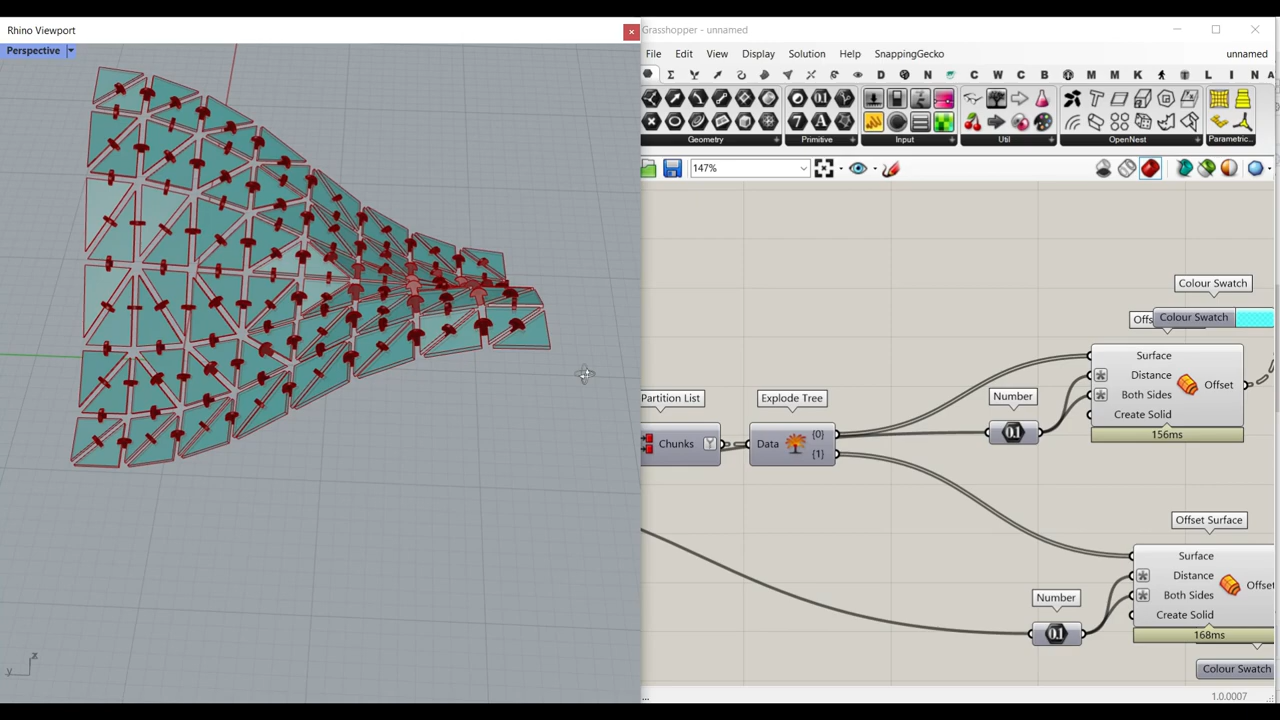 Rhino Viewport
Perspective
x
y
Grasshopper - unnamed
File Edit View Display Solution Help SnappingGecko unnamed
D N C W C B M M K L I N A
Geometry Primitive Input Util OpenNest Parametric...
147%
Colour Swatch
Offs Colour Swatch
Surface
Distance
Both Sides
Create Solid
Offset
156ms
Partition List
Chunks
Explode Tree
Data {0}
{1}
Number
0.1
Offset Surface
Surface
Distance
Both Sides
Create Solid
Offset
168ms
Number
0.1
Colour Swatch
...
1.0.0007